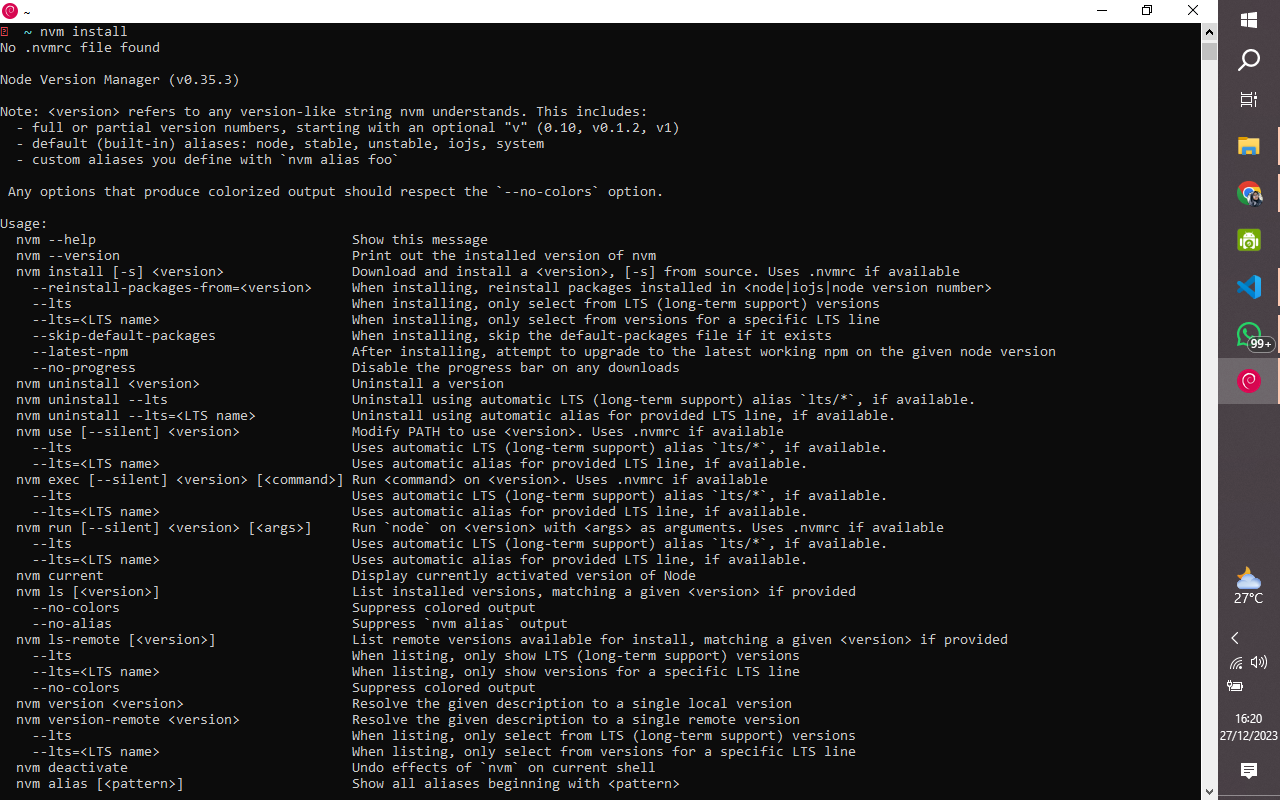 ~
~ nvm install
No .nvmrc file found
Node Version Manager (v0.35.3)
Note: <version> refers to any version-like string nvm understands. This includes:
- full or partial version numbers, starting with an optional "v" (0.10, v0.1.2, v1)
- default (built-in) aliases: node, stable, unstable, iojs, system
- custom aliases you define with `nvm alias foo`
Any options that produce colorized output should respect the `--no-colors` option.
Usage:
nvm --help Show this message
nvm --version Print out the installed version of nvm
nvm install [-s] <version> Download and install a <version>, [-s] from source. Uses .nvmrc if available
--reinstall-packages-from=<version> When installing, reinstall packages installed in <node|iojs|node version number>
--lts When installing, only select from LTS (long-term support) versions
--lts=<LTS name> When installing, only select from versions for a specific LTS line
--skip-default-packages When installing, skip the default-packages file if it exists
--latest-npm After installing, attempt to upgrade to the latest working npm on the given node version
--no-progress Disable the progress bar on any downloads
nvm uninstall <version> Uninstall a version
nvm uninstall --lts Uninstall using automatic LTS (long-term support) alias `lts/*`, if available.
nvm uninstall --lts=<LTS name> Uninstall using automatic alias for provided LTS line, if available.
nvm use [--silent] <version> Modify PATH to use <version>. Uses .nvmrc if available
--lts Uses automatic LTS (long-term support) alias `lts/*`, if available.
--lts=<LTS name> Uses automatic alias for provided LTS line, if available.
nvm exec [--silent] <version> [<command>] Run <command> on <version>. Uses .nvmrc if available
--lts Uses automatic LTS (long-term support) alias `lts/*`, if available.
--lts=<LTS name> Uses automatic alias for provided LTS line, if available.
nvm run [--silent] <version> [<args>] Run `node` on <version> with <args> as arguments. Uses .nvmrc if available
--lts Uses automatic LTS (long-term support) alias `lts/*`, if available.
--lts=<LTS name> Uses automatic alias for provided LTS line, if available.
nvm current Display currently activated version of Node
nvm ls [<version>] List installed versions, matching a given <version> if provided
--no-colors Suppress colored output
--no-alias Suppress `nvm alias` output
nvm ls-remote [<version>] List remote versions available for install, matching a given <version> if provided
--lts When listing, only show LTS (long-term support) versions
--lts=<LTS name> When listing, only show versions for a specific LTS line
--no-colors Suppress colored output
nvm version <version> Resolve the given description to a single local version
nvm version-remote <version> Resolve the given description to a single remote version
--lts When listing, only select from LTS (long-term support) versions
--lts=<LTS name> When listing, only select from versions for a specific LTS line
nvm deactivate Undo effects of `nvm` on current shell
nvm alias [<pattern>] Show all aliases beginning with <pattern>
99+
27°C
16:20
27/12/2023